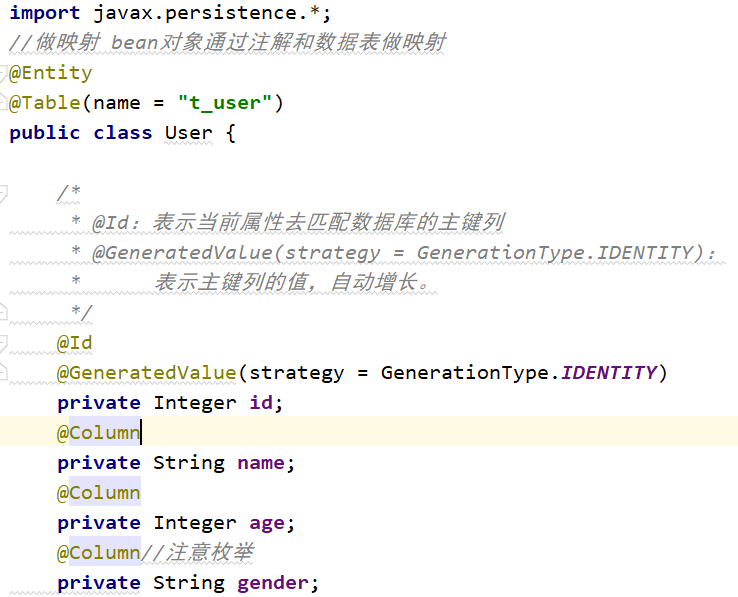 import javax.persistence.*;
//做映射 bean对象通过注解和数据表做映射
@Entity
@Table(name = "t_user")
public class User {
/*
* @Id：表示当前属性去匹配数据库的主键列
* @GeneratedValue(strategy = GenerationType.IDENTITY)：
* 表示主键列的值，自动增长。
*/
@Id
@GeneratedValue(strategy = GenerationType.IDENTITY)
private Integer id;
@Column
private String name;
@Column
private Integer age;
@Column//注意枚举
private String gender;